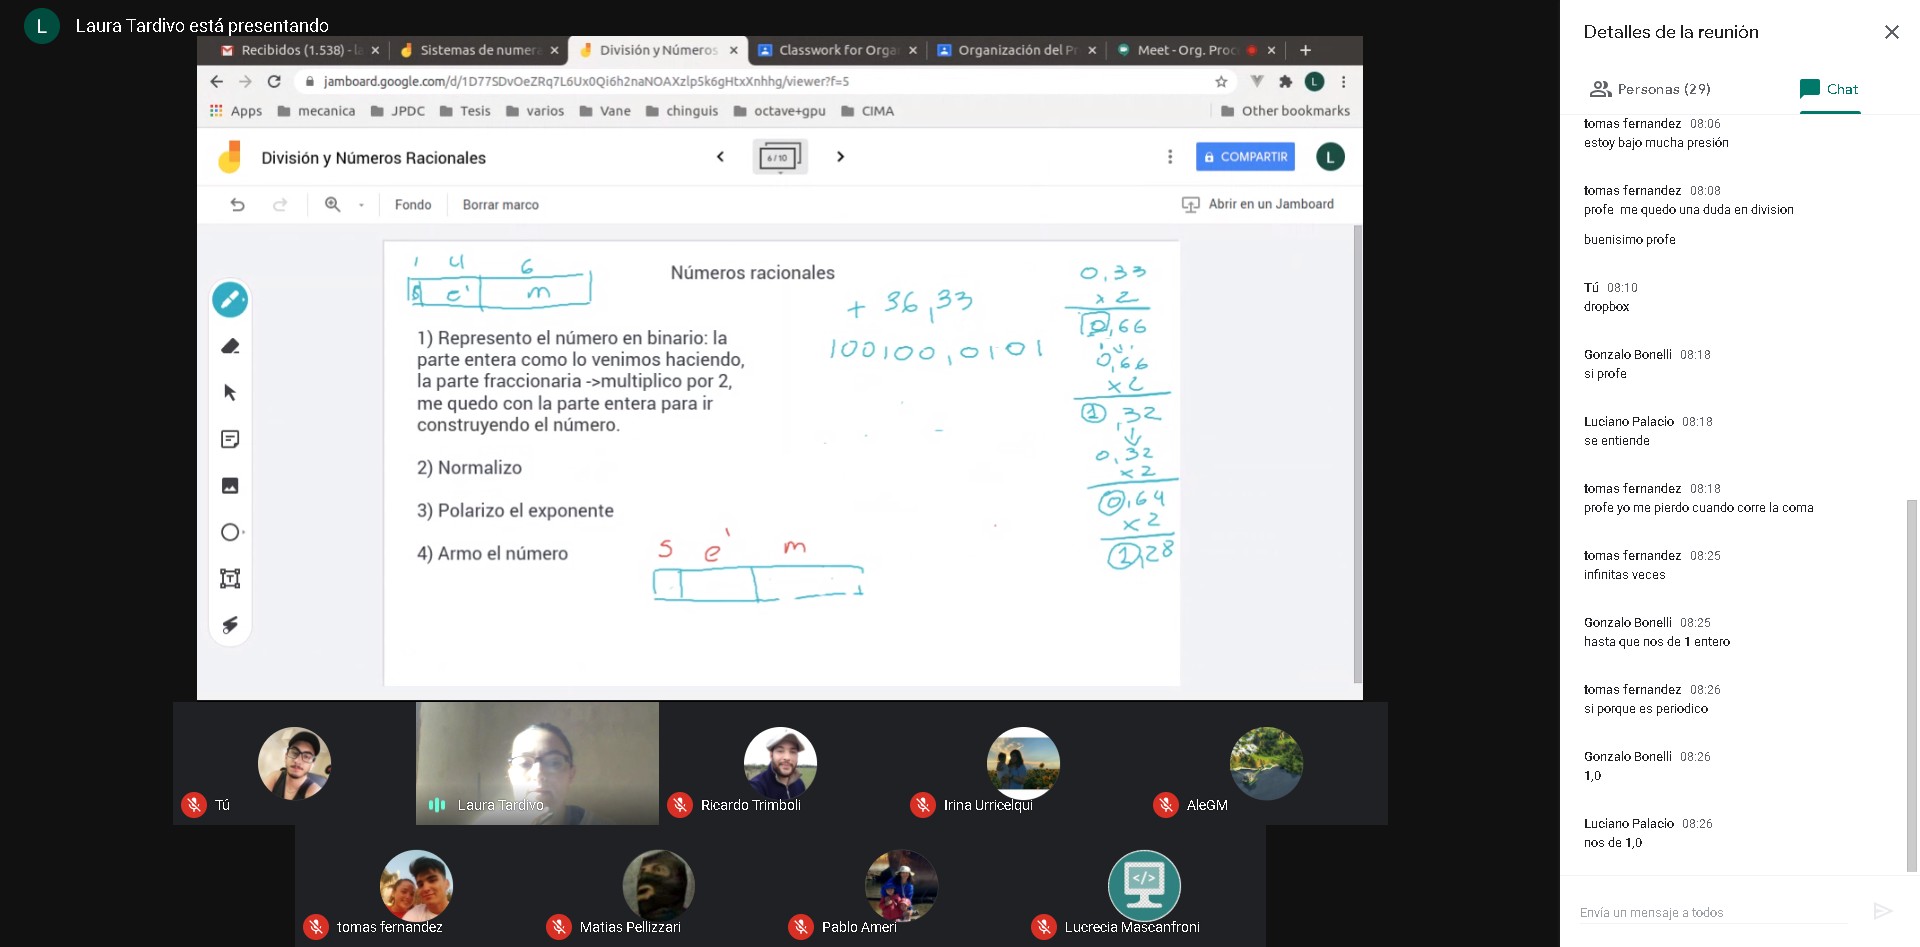 L Laura Tardivo está presentando
Recibidos (1.538) - la
Sistemas de numera
División y Números
Classwork for Orga
Organización del Pr
Meet - Org. Proc
jamboard.google.com/d/1D77SDvOeZRq7L6Ux0Qi6h2naNOAXzlp5k6gHtxXnhhg/viewer?f=5
L
Apps mecanica JPDC Tesis varios Vane chinguis octave+gpu CIMA Other bookmarks
División y Números Racionales
6 / 10
COMPARTIR
L
Fondo Borrar marco
Abrir en un Jamboard
1 4 6
s e' m
Números racionales
+ 36,33
100100,0101
1) Represento el número en binario: la
parte entera como lo venimos haciendo,
la parte fraccionaria ->multiplico por 2,
me quedo con la parte entera para ir
construyendo el número.
2) Normalizo
3) Polarizo el exponente
4) Armo el número
S e' m
0,33
x 2
0,66
0,66
x 2
1,32
0,32
x 2
0,64
x 2
1,28
Tú
Laura Tardivo
Ricardo Trimboli
Irina Urricelqui
AleGM
tomas fernandez
Matias Pellizzari
Pablo Ameri
</>
Lucrecia Mascanfroni
Detalles de la reunión
Personas (29) Chat
tomas fernandez 08:06
estoy bajo mucha presión
tomas fernandez 08:08
profe me quedo una duda en division
buenisimo profe
Tú 08:10
dropbox
Gonzalo Bonelli 08:18
si profe
Luciano Palacio 08:18
se entiende
tomas fernandez 08:18
profe yo me pierdo cuando corre la coma
tomas fernandez 08:25
infinitas veces
Gonzalo Bonelli 08:25
hasta que nos de 1 entero
tomas fernandez 08:26
si porque es periodico
Gonzalo Bonelli 08:26
1,0
Luciano Palacio 08:26
nos de 1,0
Envía un mensaje a todos